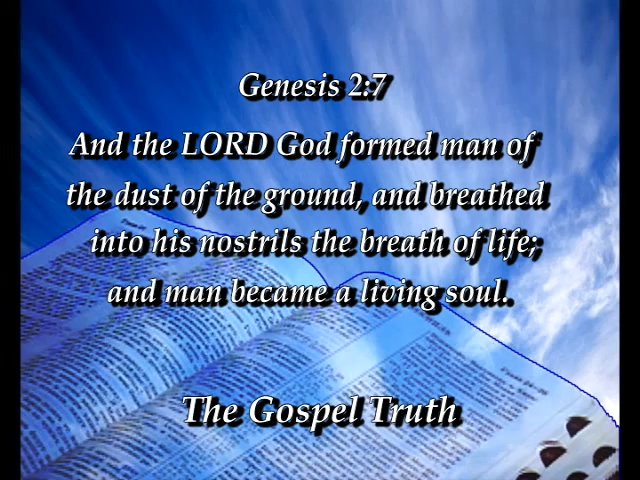 Genesis 2:7
And the LORD God formed man of
the dust of the ground, and breathed
into his nostrils the breath of life;
and man became a living soul.
The Gospel Truth